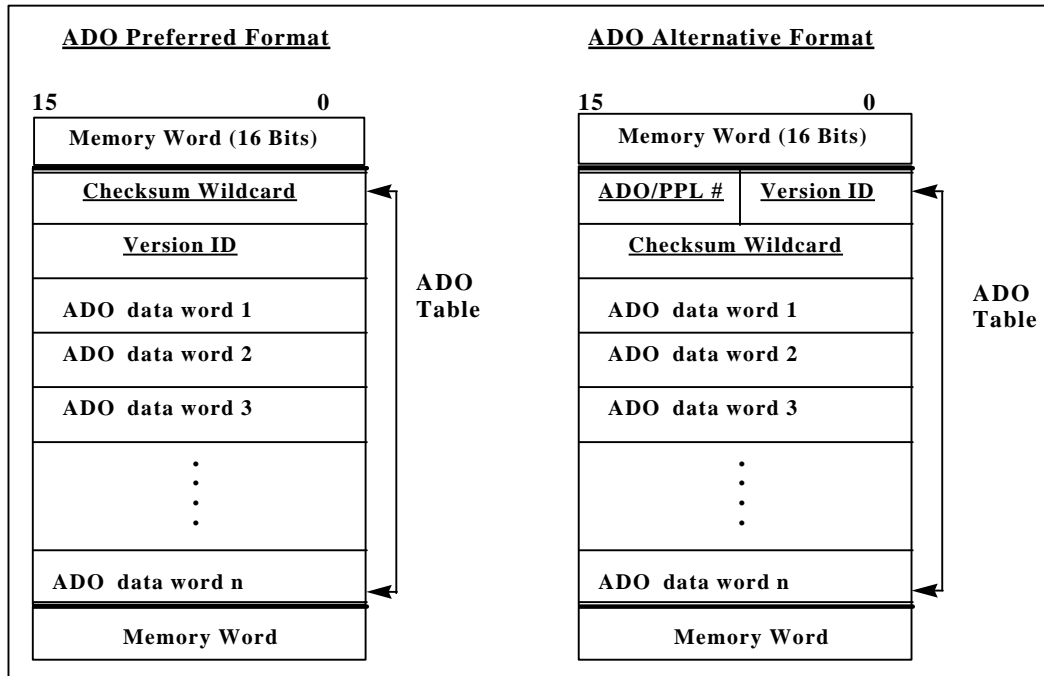 ADO Preferred Format
15 0
Memory Word (16 Bits)
Checksum Wildcard
Version ID
ADO data word 1
ADO data word 2
ADO data word 3
ADO data word n
Memory Word
ADO
Table
ADO Alternative Format
15 0
Memory Word (16 Bits)
ADO/PPL # Version ID
Checksum Wildcard
ADO data word 1
ADO data word 2
ADO data word 3
ADO data word n
Memory Word
ADO
Table